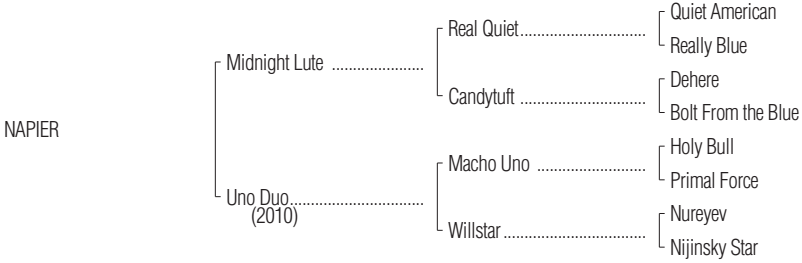 Quiet American
Real Quiet..............................
Really Blue
Midnight Lute ......................
Dehere
Candytuft ..............................
Bolt From the Blue
NAPIER
Holy Bull
Macho Uno ..........................
Primal Force
Uno Duo................................
(2010)
Nureyev
Willstar..................................
Nijinsky Star